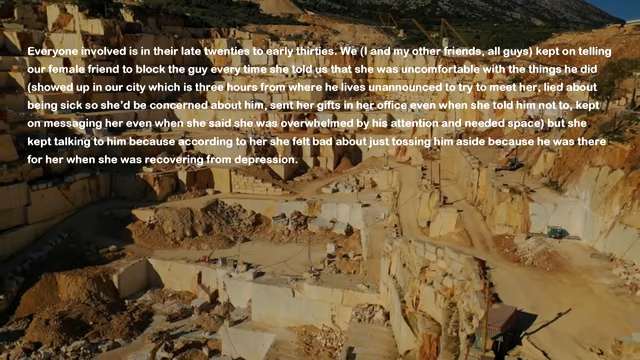 Everyone involved is in their late twenties to early thirties. We (I and my other friends, all guys) kept on telling
our female friend to block the guy every time she told us that she was uncomfortable with the things he did
(showed up in our city which is three hours from where he lives unannounced to try to meet her, lied about
being sick so she'd be concerned about him, sent her gifts in her office even when she told him not to, kept
on messaging her even when she said she was overwhelmed by his attention and needed space) but she
kept talking to him because according to her she felt bad about just tossing him aside because he was there
for her when she was recovering from depression.